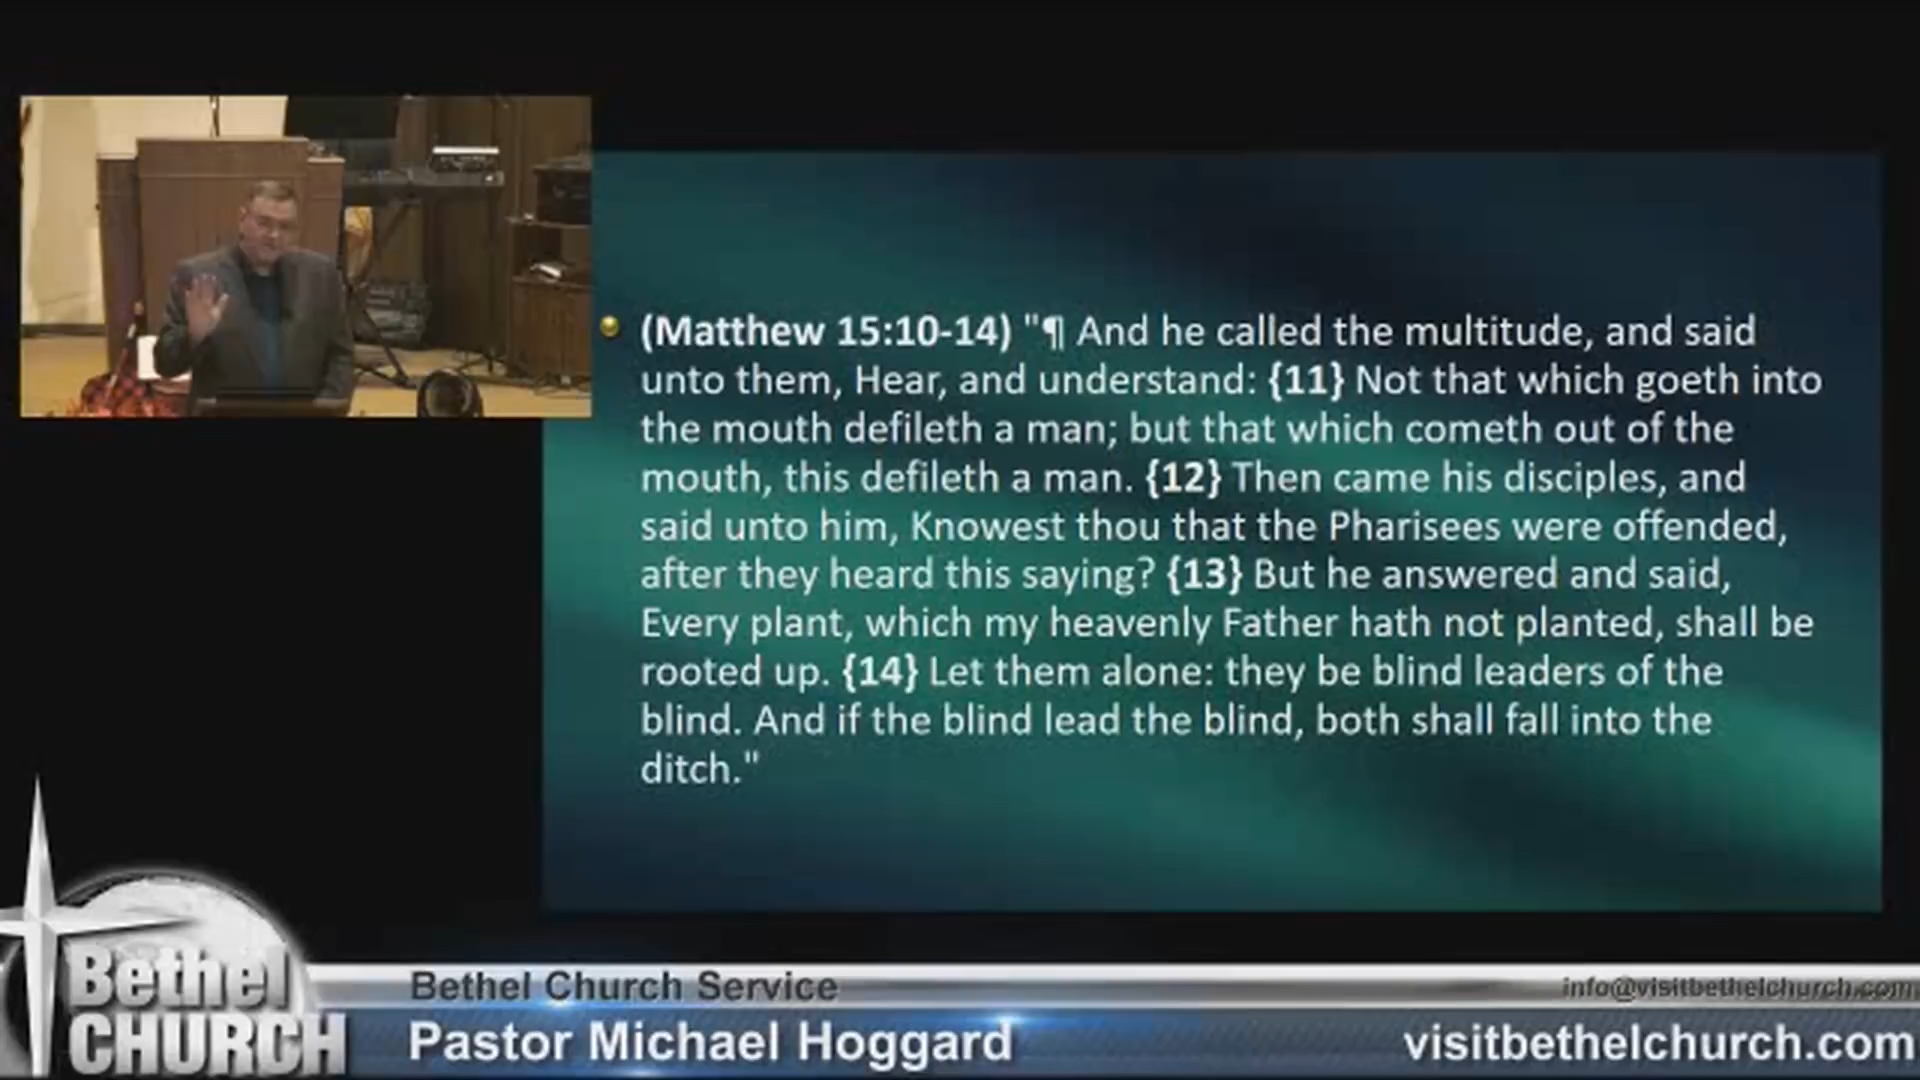 (Matthew 15:10-14) "¶ And he called the multitude, and said
unto them, Hear, and understand: {11} Not that which goeth into
the mouth defileth a man; but that which cometh out of the
mouth, this defileth a man. {12} Then came his disciples, and
said unto him, Knowest thou that the Pharisees were offended,
after they heard this saying? {13} But he answered and said,
Every plant, which my heavenly Father hath not planted, shall be
rooted up. {14} Let them alone: they be blind leaders of the
blind. And if the blind lead the blind, both shall fall into the
ditch."
Bethel
CHURCH
Bethel Church Service
info@visitbethelchurch.com
Pastor Michael Hoggard
visitbethelchurch.com